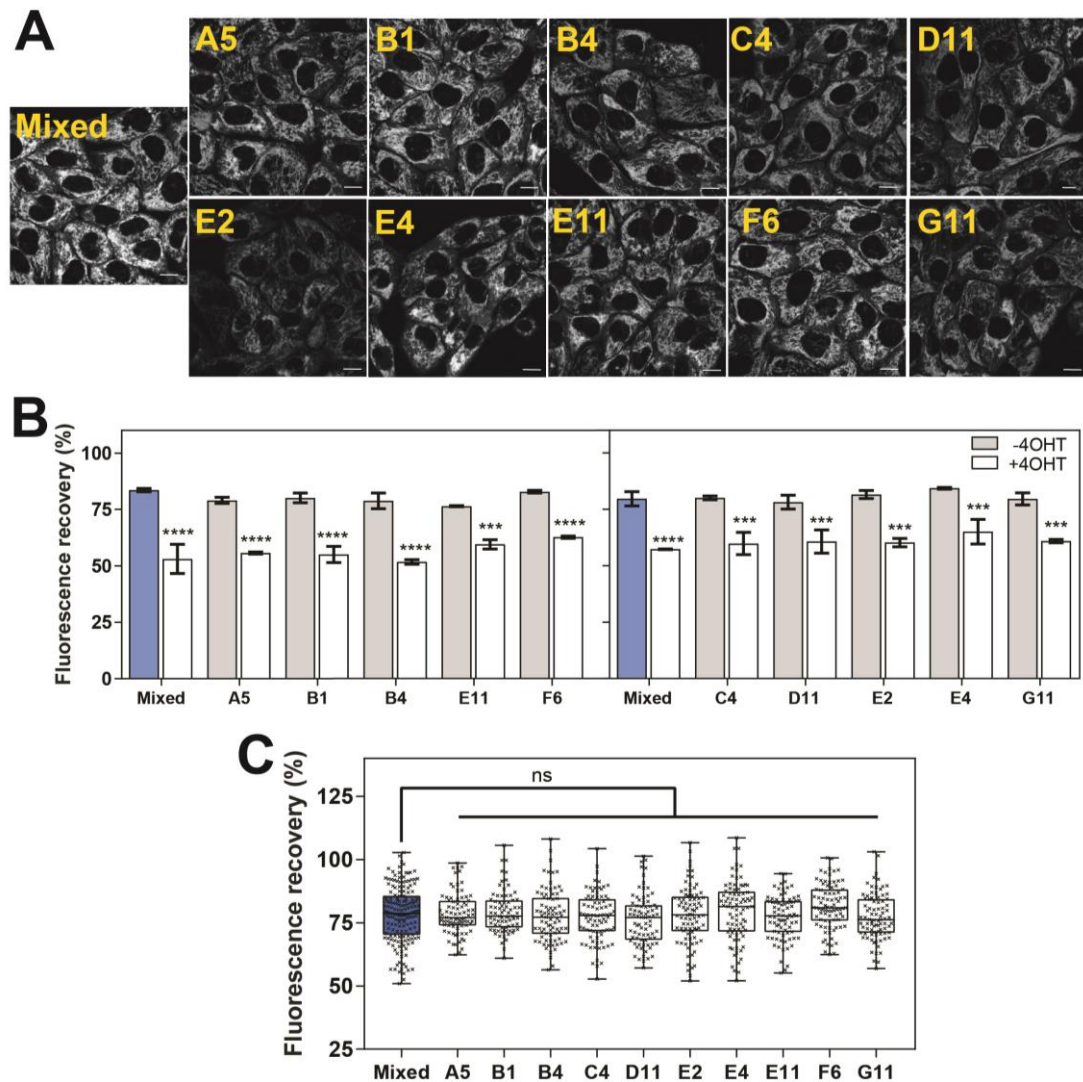 A
Mixed
A5
B1
B4
C4
D11
E2
E4
E11
F6
G11
B
Fluorescence recovery (%)
100
75
50
25
0
-4OHT
+4OHT
**** **** **** **** *** **** **** *** *** *** *** ***
Mixed A5 B1 B4 E11 F6 Mixed C4 D11 E2 E4 G11
C
Fluorescence recovery (%)
125
100
75
50
25
ns
Mixed A5 B1 B4 C4 D11 E2 E4 E11 F6 G11